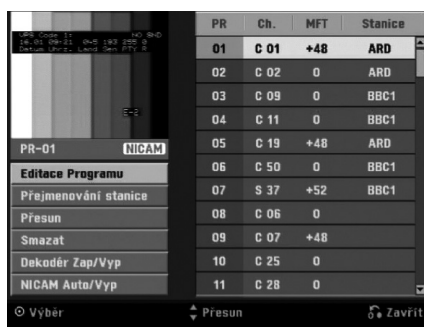 PR Ch. MFT Stanice
01 C 01 +48 ARD
02 C 02 0 ARD
03 C 09 0 BBC1
04 C 11 0 BBC1
05 C 19 +48 ARD
06 C 50 0 BBC1
07 S 37 +52 BBC1
08 C 06 0
09 C 07 +48
10 C 25 0
11 C 28 0
PR-01 NICAM
Editace Programu
Přejmenování stanice
Přesun
Smazat
Dekodér Zap/Vyp
NICAM Auto/Vyp
Výběr Přesun Zavřít